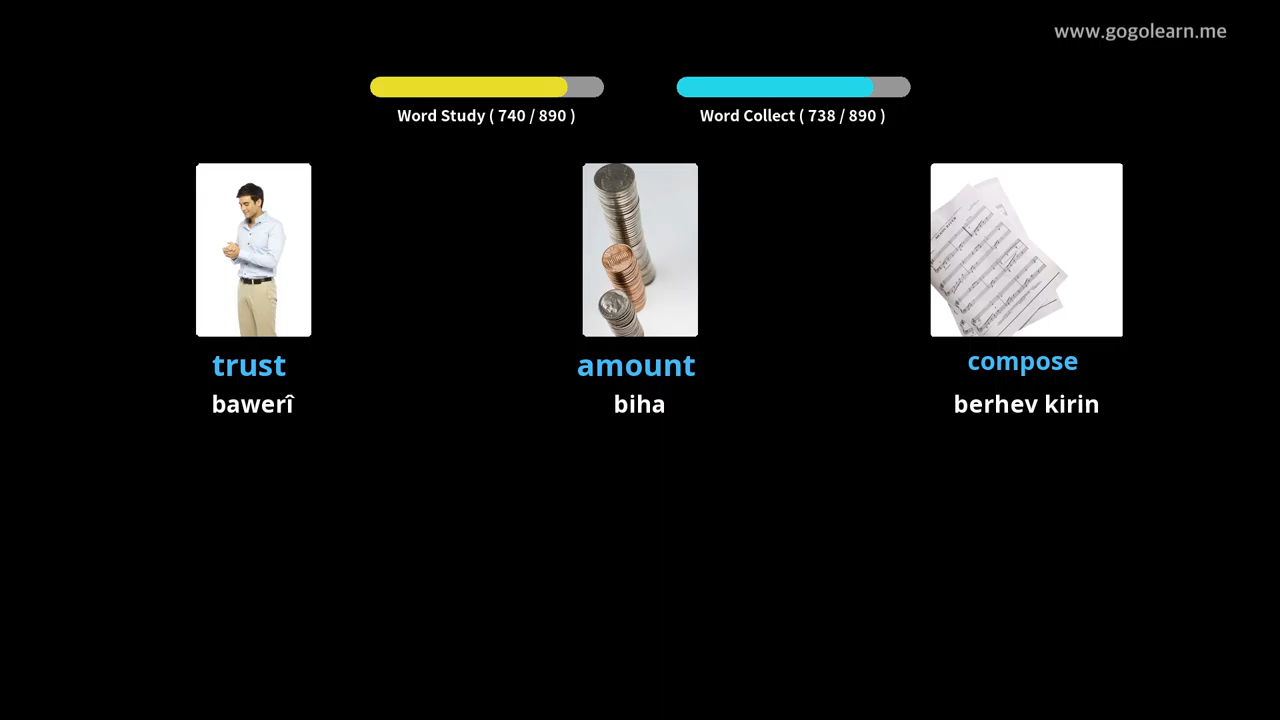 www.gogolearn.me
Word Study ( 740 / 890 )
Word Collect ( 738 / 890 )
trust
amount
compose
bawerî
biha
berhev kirin